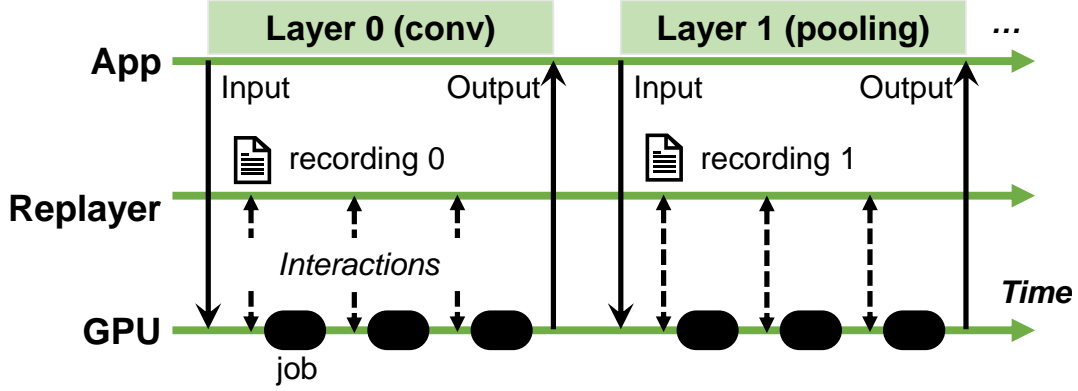 Layer 0 (conv)
Layer 1 (pooling)
...
App
Input
Output
Input
Output
recording 0
recording 1
Replayer
Interactions
Time
GPU
job